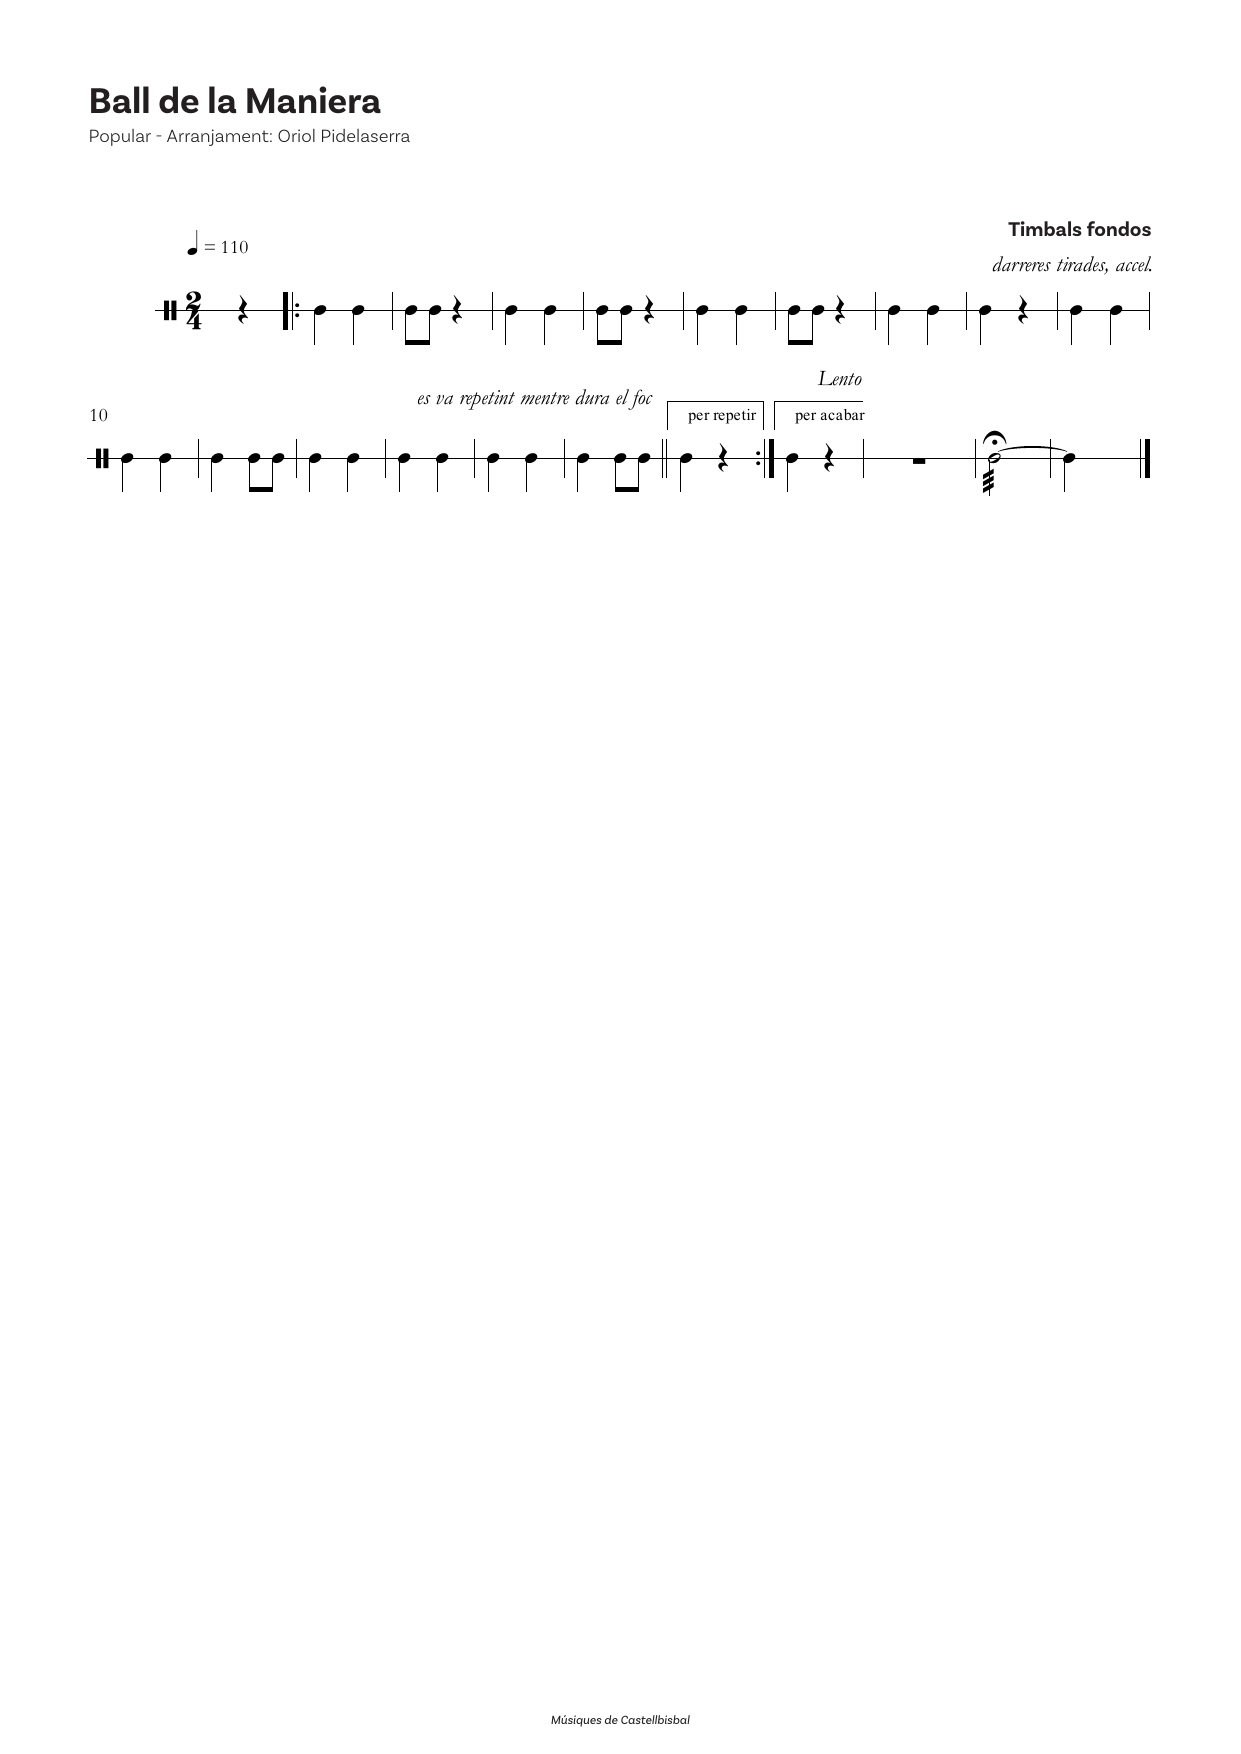 Ball de la Maniera
Popular - Arranjament: Oriol Pidelaserra
Timbals fondos
= 110
darreres tirades, accel.
2
4
Lento
es va repetint mentre dura el foc
10
per repetir
per acabar
Músiques de Castellbisbal